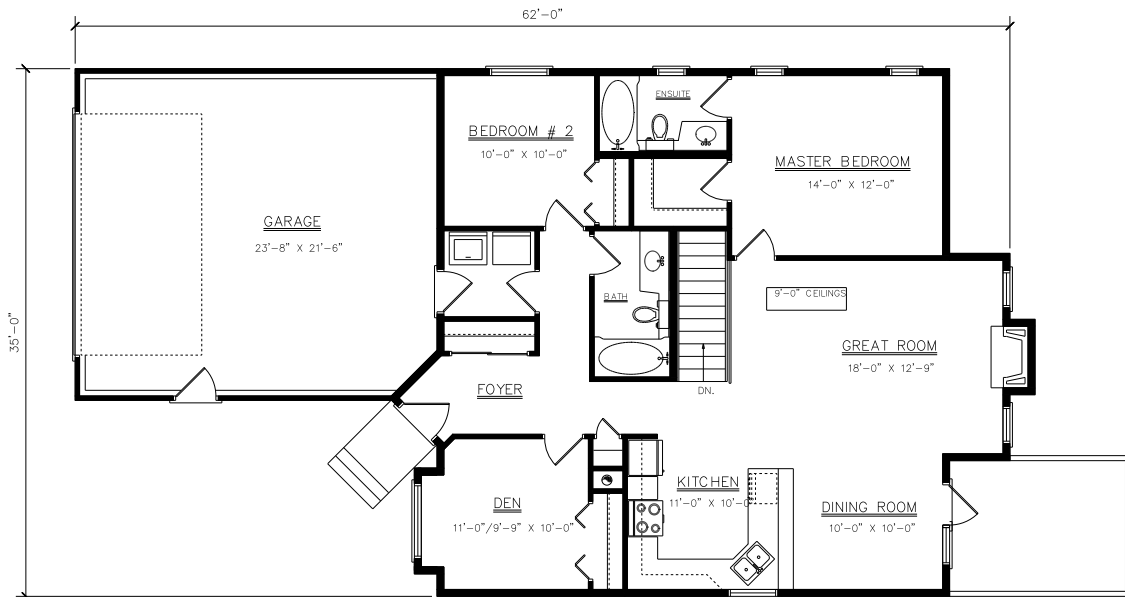 62'-0"
35'-0"
ENSUITE
BEDROOM # 2
10'-0" X 10'-0"
MASTER BEDROOM
14'-0" X 12'-0"
GARAGE
23'-8" X 21'-6"
BATH
9'-0" CEILINGS
GREAT ROOM
18'-0" X 12'-9"
DN.
FOYER
KITCHEN
11'-0" X 10'-0
DEN
11'-0"/9'-9" X 10'-0"
DINING ROOM
10'-0" X 10'-0"